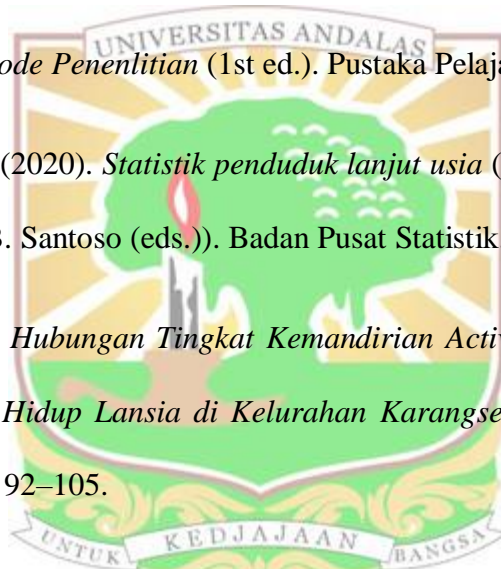 UNIVERSITAS ANDALAS
ode Penenlitian (1st ed.). Pustaka Pelaja
(2020). Statistik penduduk lanjut usia (
. Santoso (eds.)). Badan Pusat Statistik
Hubungan Tingkat Kemandirian Activ
Hidup Lansia di Kelurahan Karangse
92–105.
UNTUK KEDJAJAAN BANGSA